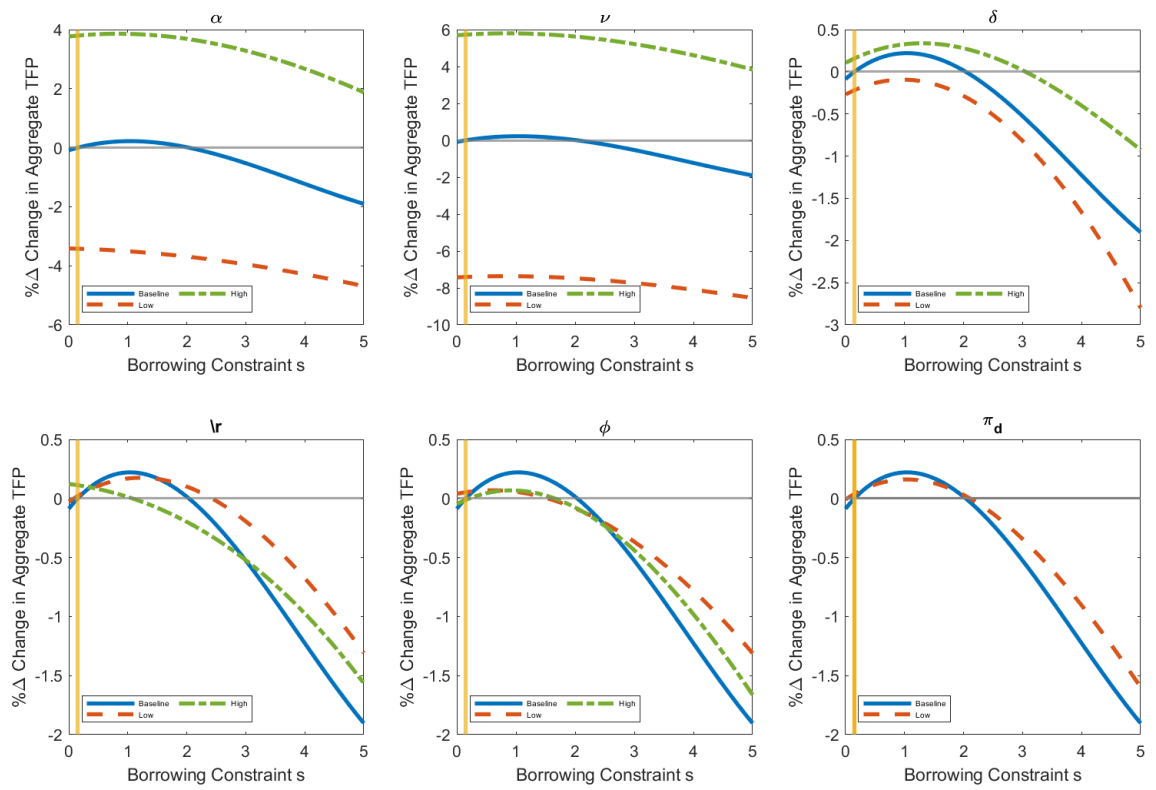 α
%Δ Change in Aggregate TFP
4
2
0
-2
-4
-6
Baseline High
Low
0 1 2 3 4 5
Borrowing Constraint s
ν
%Δ Change in Aggregate TFP
6
4
2
0
-2
-4
-6
-8
-10
Baseline High
Low
0 1 2 3 4 5
Borrowing Constraint s
δ
%Δ Change in Aggregate TFP
0.5
0
-0.5
-1
-1.5
-2
-2.5
-3
Baseline High
Low
0 1 2 3 4 5
Borrowing Constraint s
\r
%Δ Change in Aggregate TFP
0.5
0
-0.5
-1
-1.5
-2
Baseline High
Low
0 1 2 3 4 5
Borrowing Constraint s
ϕ
%Δ Change in Aggregate TFP
0.5
0
-0.5
-1
-1.5
-2
Baseline High
Low
0 1 2 3 4 5
Borrowing Constraint s
π_d
%Δ Change in Aggregate TFP
0.5
0
-0.5
-1
-1.5
-2
Baseline
Low
0 1 2 3 4 5
Borrowing Constraint s